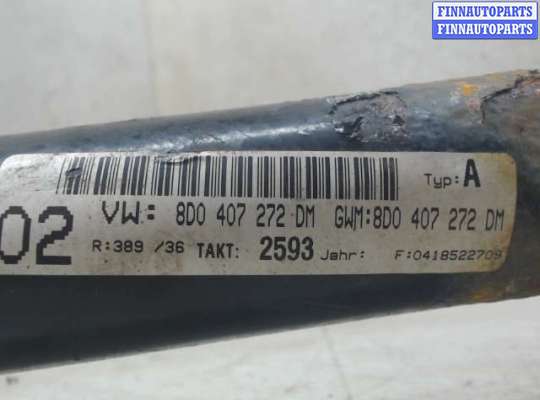 FINNAUTOPARTS
FINNAUTOPARTS
Typ: A
02
VW: 8D0 407 272 DM GWM:8D0 407 272 DM
R:389 /36 TAKT: 2593 Jahr: F:0418522709